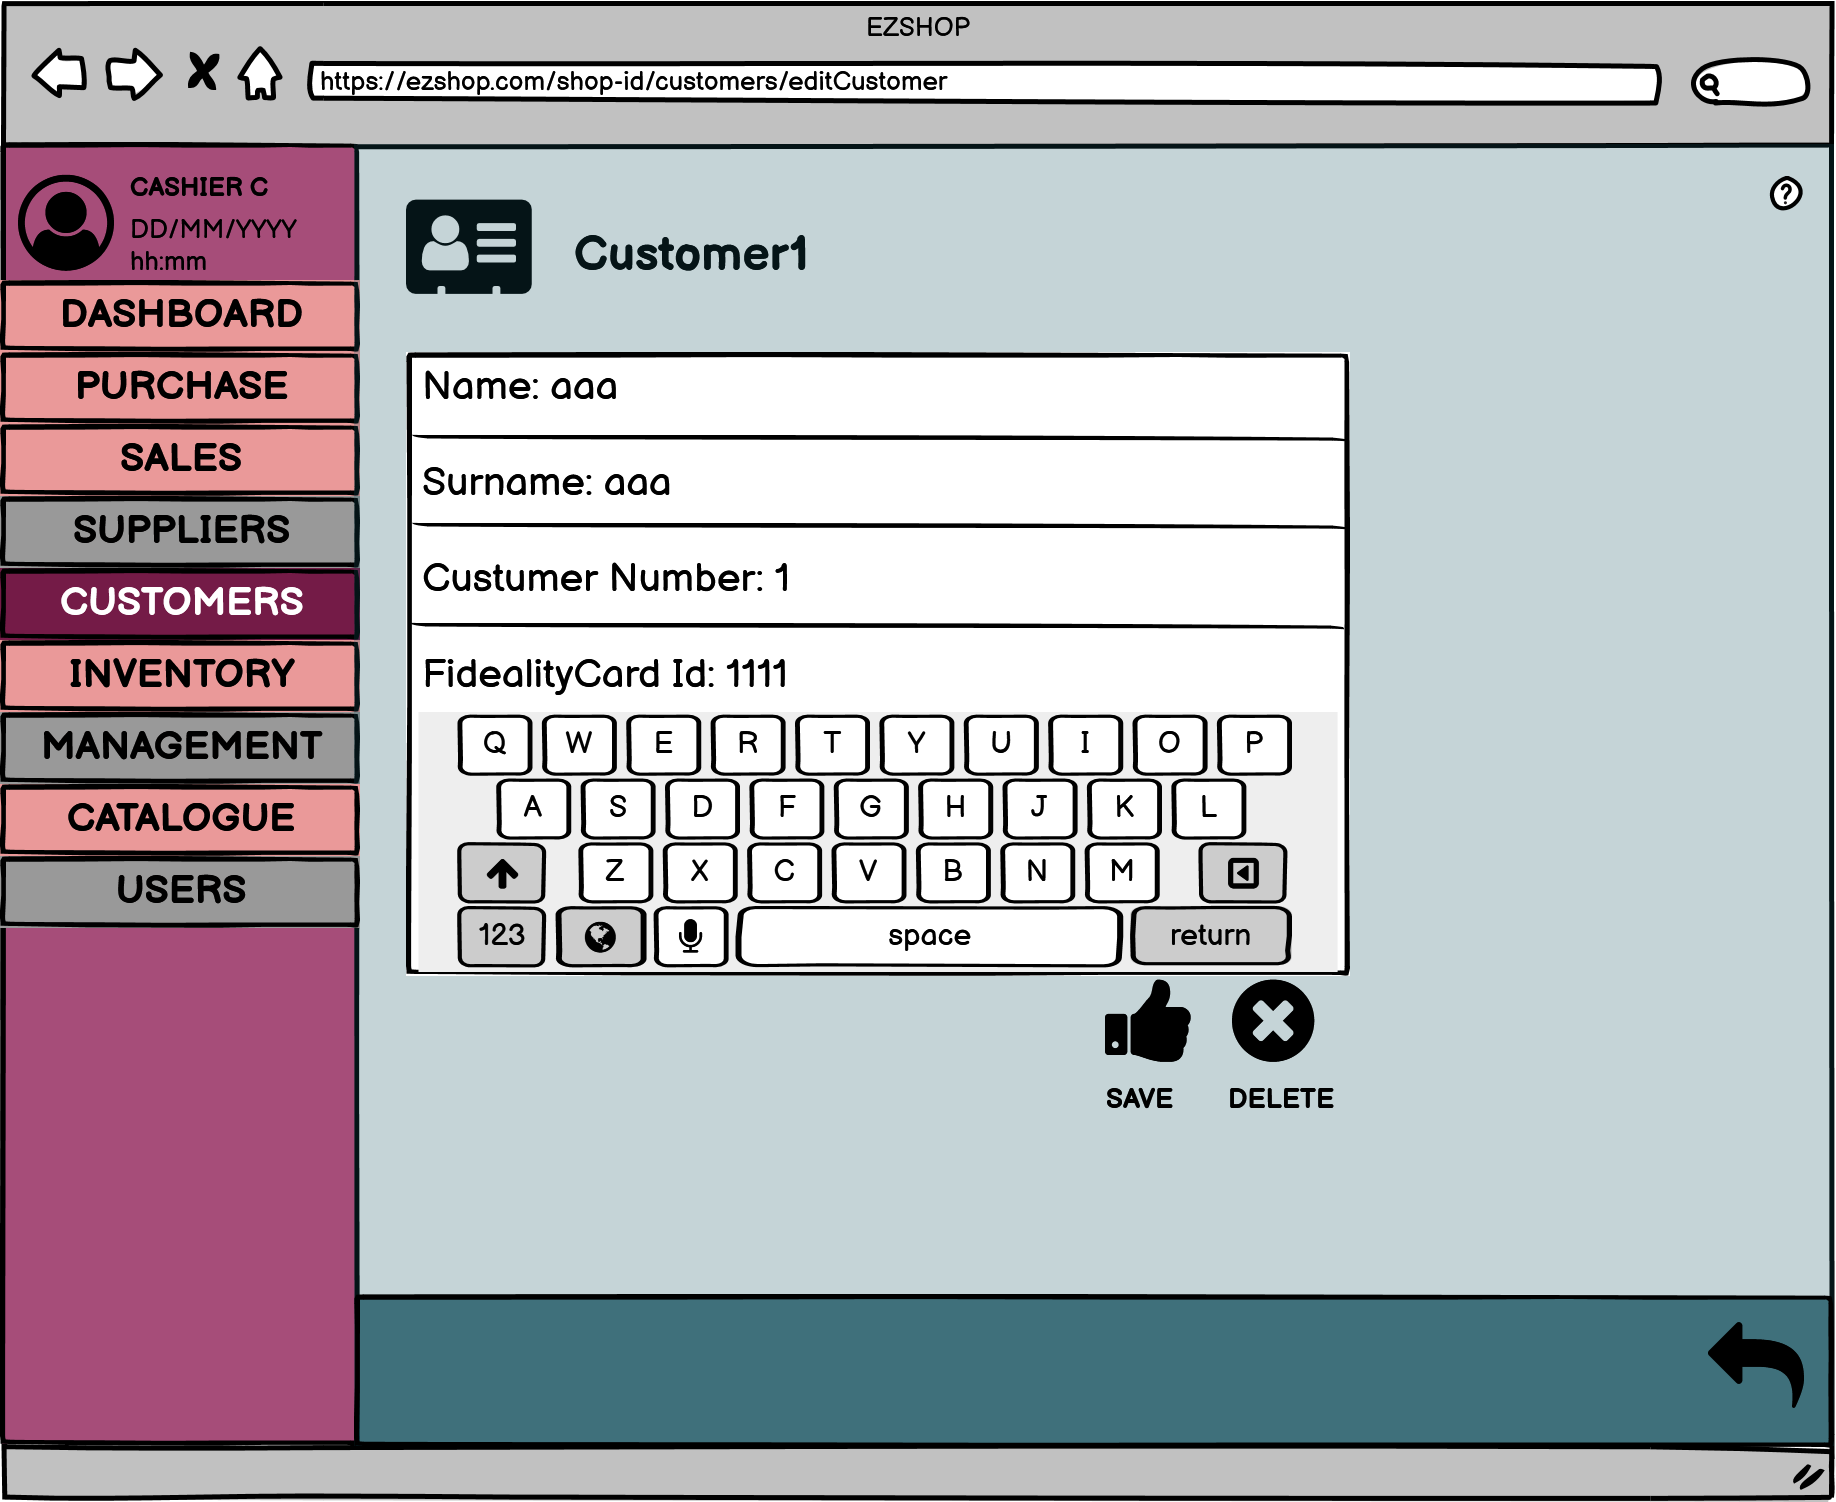 EZSHOP
https://ezshop.com/shop-id/customers/editCustomer
CASHIER C
DD/MM/YYYY
hh:mm
DASHBOARD
PURCHASE
SALES
SUPPLIERS
CUSTOMERS
INVENTORY
MANAGEMENT
CATALOGUE
USERS
?
Customer1
Name: aaa
Surname: aaa
Custumer Number: 1
FidealityCard Id: 1111
Q W E R T Y U I O P
A S D F G H J K L
Z X C V B N M
123 space return
SAVE DELETE